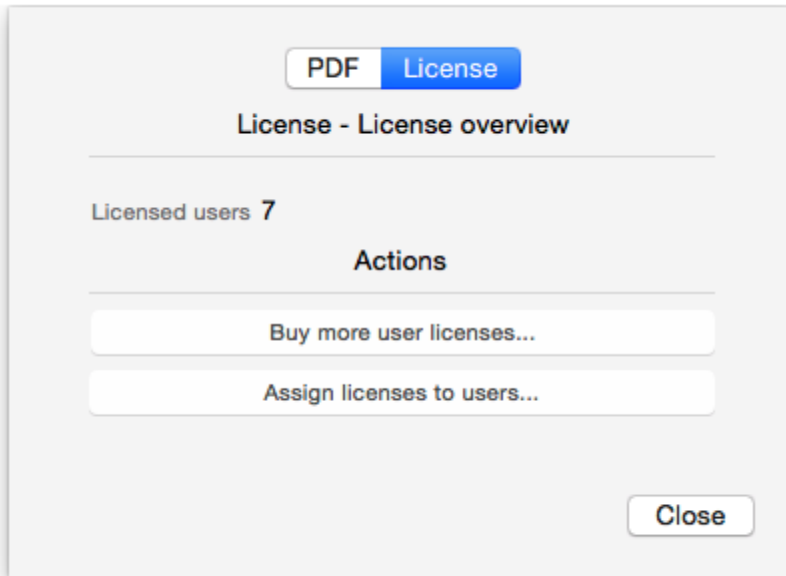 PDF License
License - License overview
Licensed users 7
Actions
Buy more user licenses...
Assign licenses to users...
Close